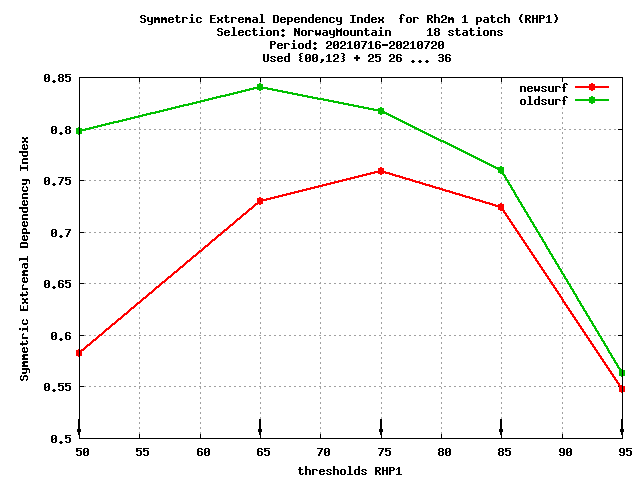 Symmetric Extremal Dependency Index  for Rh2m 1 patch (RHP1)
Selection: NorwayMountain     18 stations
Period: 20210716-20210720
Used {00,12} + 25 26 ... 36
newsurf
oldsurf
Symmetric Extremal Dependency Index
0.85
0.8
0.75
0.7
0.65
0.6
0.55
0.5
50 55 60 65 70 75 80 85 90 95
thresholds RHP1